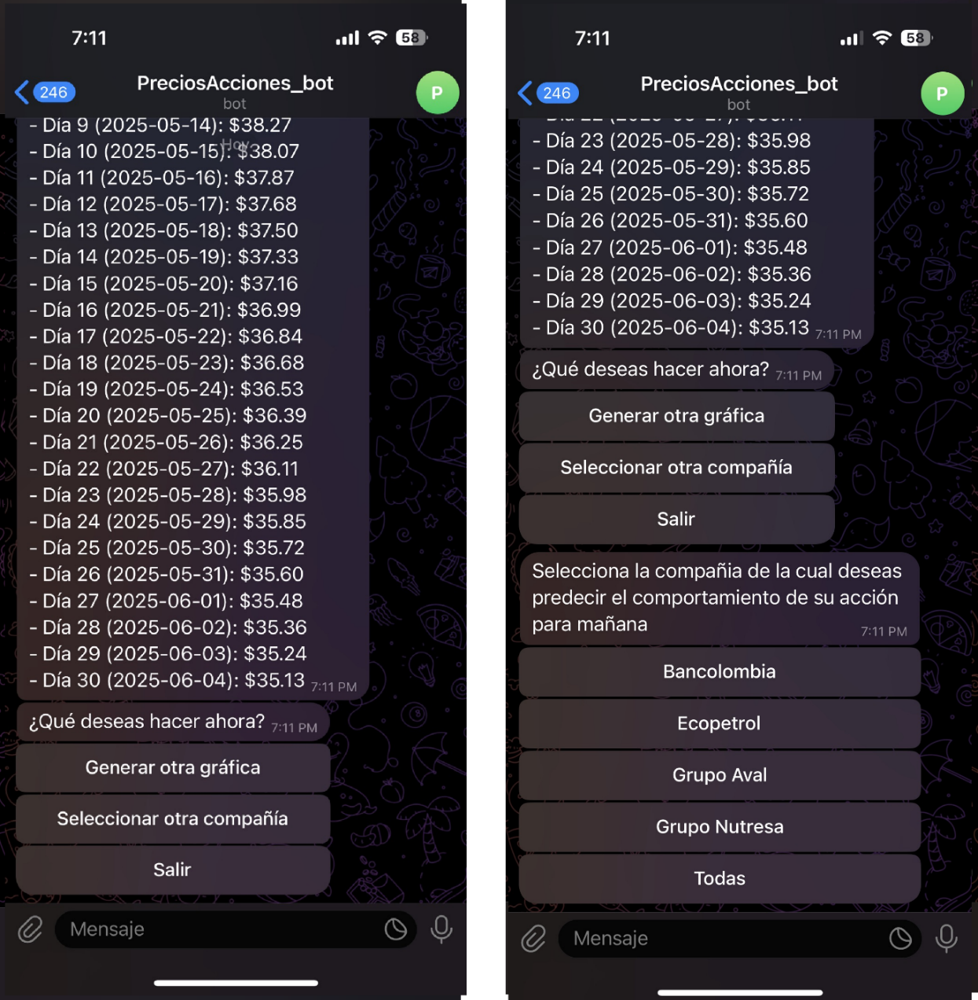 7:11
58
246
PreciosAcciones_bot
bot
P
- Día 9 (2025-05-14): $38.27
Hoy
- Día 10 (2025-05-15): $38.07
- Día 11 (2025-05-16): $37.87
- Día 12 (2025-05-17): $37.68
- Día 13 (2025-05-18): $37.50
- Día 14 (2025-05-19): $37.33
- Día 15 (2025-05-20): $37.16
- Día 16 (2025-05-21): $36.99
- Día 17 (2025-05-22): $36.84
- Día 18 (2025-05-23): $36.68
- Día 19 (2025-05-24): $36.53
- Día 20 (2025-05-25): $36.39
- Día 21 (2025-05-26): $36.25
- Día 22 (2025-05-27): $36.11
- Día 23 (2025-05-28): $35.98
- Día 24 (2025-05-29): $35.85
- Día 25 (2025-05-30): $35.72
- Día 26 (2025-05-31): $35.60
- Día 27 (2025-06-01): $35.48
- Día 28 (2025-06-02): $35.36
- Día 29 (2025-06-03): $35.24
- Día 30 (2025-06-04): $35.13 7:11 PM
¿Qué deseas hacer ahora? 7:11 PM
Generar otra gráfica
Seleccionar otra compañía
Salir
Mensaje
7:11
58
246
PreciosAcciones_bot
bot
P
- Día 23 (2025-05-28): $35.98
- Día 24 (2025-05-29): $35.85
- Día 25 (2025-05-30): $35.72
- Día 26 (2025-05-31): $35.60
- Día 27 (2025-06-01): $35.48
- Día 28 (2025-06-02): $35.36
- Día 29 (2025-06-03): $35.24
- Día 30 (2025-06-04): $35.13 7:11 PM
¿Qué deseas hacer ahora? 7:11 PM
Generar otra gráfica
Seleccionar otra compañía
Salir
Selecciona la compañia de la cual deseas
predecir el comportamiento de su acción
para mañana 7:11 PM
Bancolombia
Ecopetrol
Grupo Aval
Grupo Nutresa
Todas
Mensaje